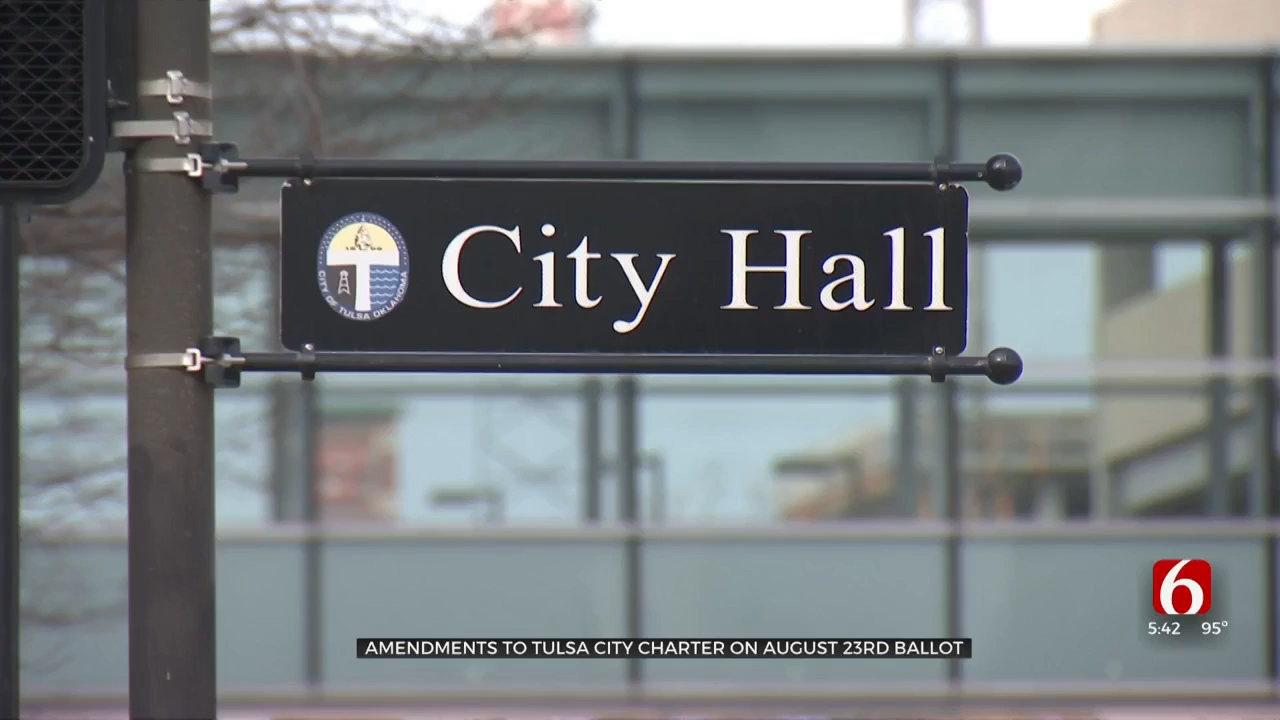 City Hall
CITY OF TULSA OKLAHOMA
6
5:42 95°
AMENDMENTS TO TULSA CITY CHARTER ON AUGUST 23RD BALLOT